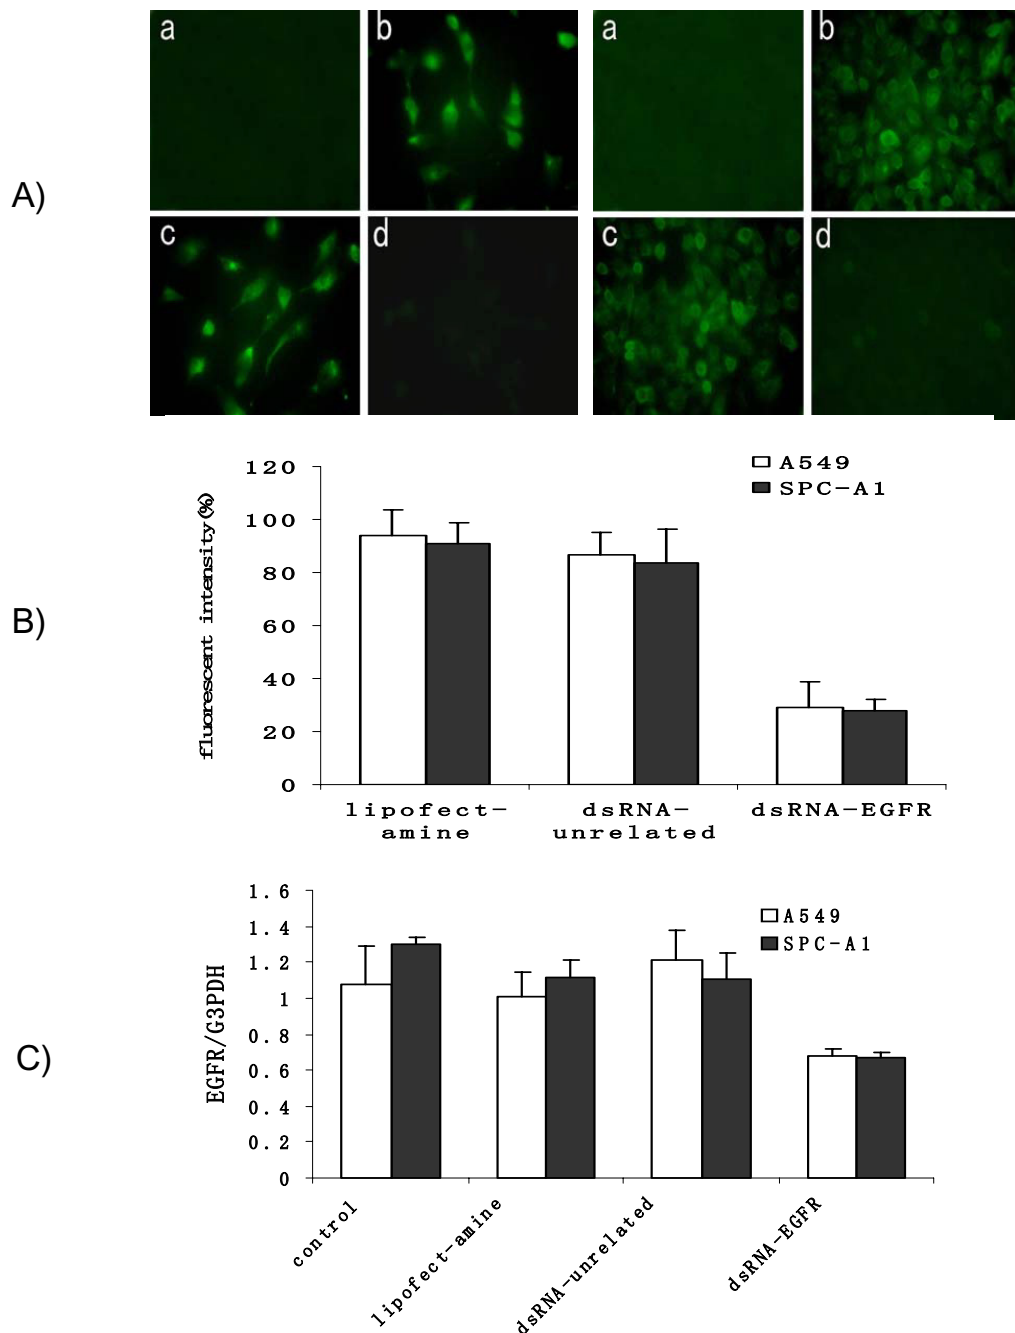 a b a b
A)
c d c d
B)
fluorescent intensity(%)
120
100
80
60
40
20
0
A549
SPC-A1
lipofect-
amine
dsRNA-
unrelated
dsRNA-EGFR
C)
EGFR/G3PDH
1.6
1.4
1.2
1
0.8
0.6
0.4
0.2
0
A549
SPC-A1
control
lipofect-amine
dsRNA-unrelated
dsRNA-EGFR